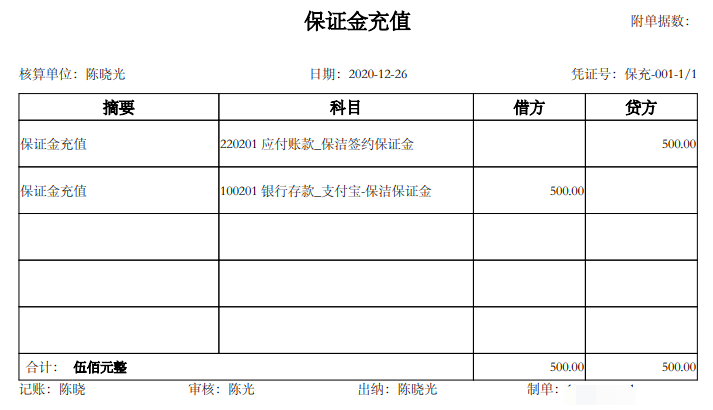 保证金充值
附单据数：
核算单位：陈晓光 日期：2020-12-26 凭证号：保充-001-1/1
摘要 科目 借方 贷方
保证金充值 220201 应付账款_保洁签约保证金 500.00
保证金充值 100201 银行存款_支付宝-保洁保证金 500.00
合计： 伍佰元整 500.00 500.00
记账：陈晓 审核：陈光 出纳：陈晓光 制单：